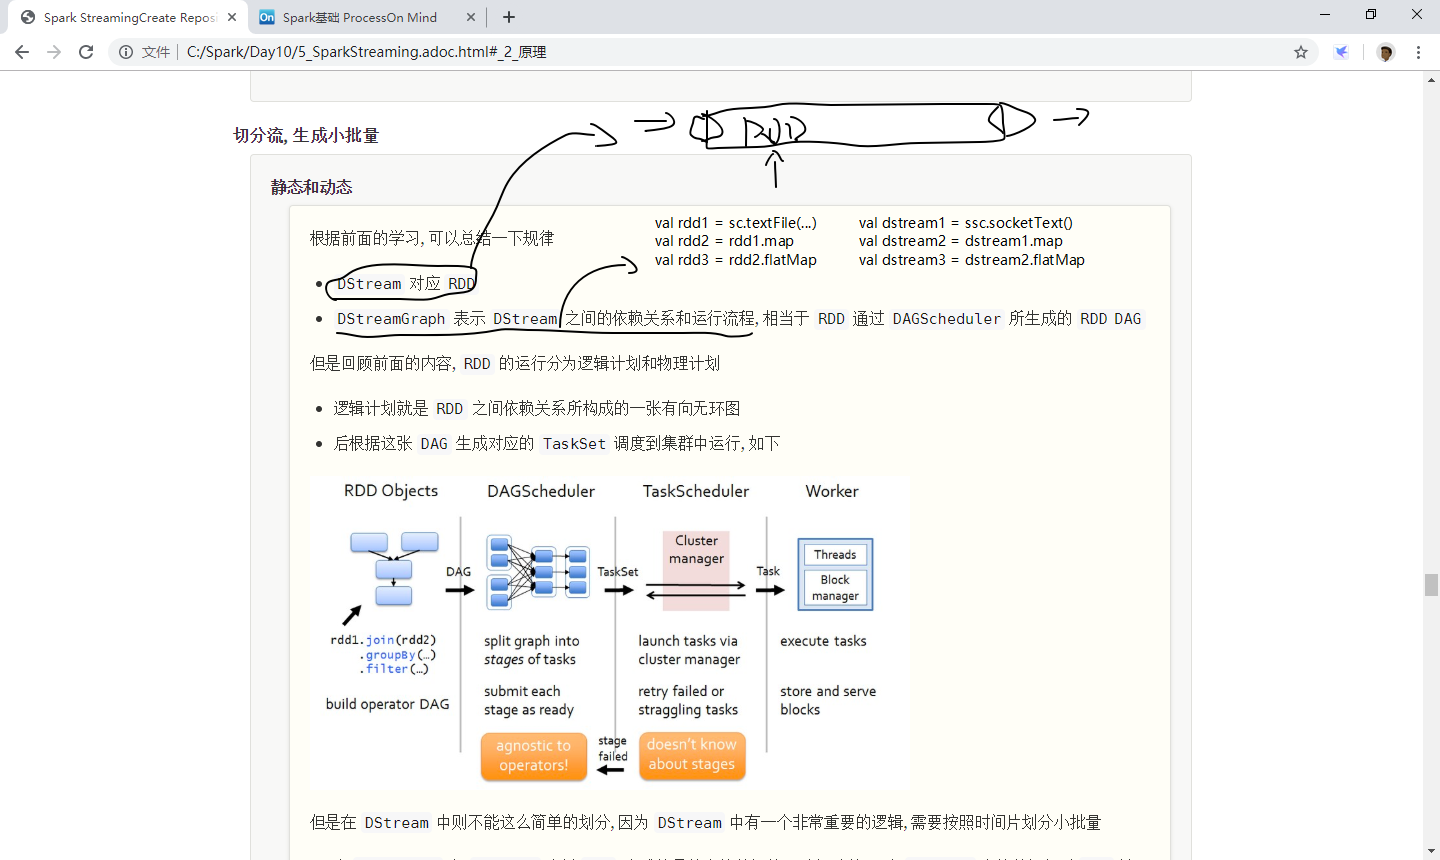 Spark StreamingCreate Reposi
Spark基础 ProcessOn Mind
文件
C:/Spark/Day10/5_SparkStreaming.adoc.html#_2_原理
切分流, 生成小批量
RDD
静态和动态
val rdd1 = sc.textFile(...)
val rdd2 = rdd1.map
val rdd3 = rdd2.flatMap
val dstream1 = ssc.socketText()
val dstream2 = dstream1.map
val dstream3 = dstream2.flatMap
根据前面的学习, 可以总结一下规律
DStream 对应 RDD
DStreamGraph 表示 DStream 之间的依赖关系和运行流程, 相当于 RDD 通过 DAGScheduler 所生成的 RDD DAG
但是回顾前面的内容, RDD 的运行分为逻辑计划和物理计划
逻辑计划就是 RDD 之间依赖关系所构成的一张有向无环图
后根据这张 DAG 生成对应的 TaskSet 调度到集群中运行, 如下
RDD Objects
DAGScheduler
TaskScheduler
Worker
Cluster
manager
Threads
Block
manager
DAG
TaskSet
Task
rdd1.join(rdd2)
.groupBy(…)
.filter(…)
build operator DAG
split graph into
stages of tasks
submit each
stage as ready
launch tasks via
cluster manager
retry failed or
straggling tasks
execute tasks
store and serve
blocks
agnostic to
operators!
stage
failed
doesn't know
about stages
但是在 DStream 中则不能这么简单的划分, 因为 DStream 中有一个非常重要的逻辑, 需要按照时间片划分小批量